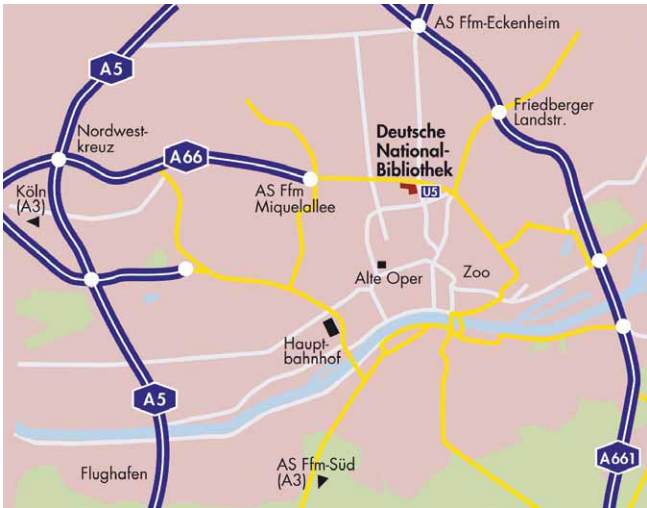 AS Ffm-Eckenheim
A5
Friedberger
Landstr.
Nordwest-
kreuz
Deutsche
National-
Bibliothek
A66
U5
Köln
(A3)
AS Ffm
Miquelallee
Alte Oper
Zoo
Haupt-
bahnhof
A5
AS Ffm-Süd
(A3)
Flughafen
A661